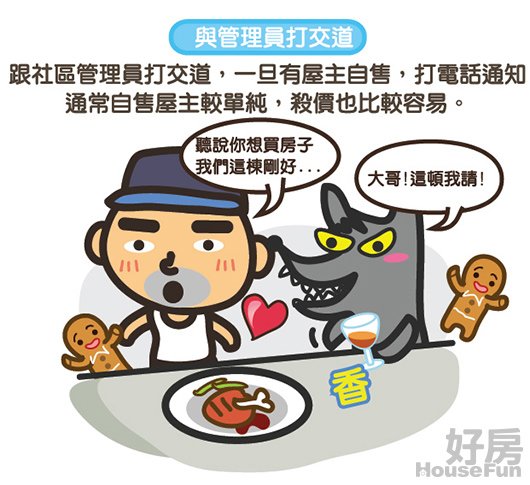 與管理員打交道
跟社區管理員打交道，一旦有屋主自售，打電話通知
通常自售屋主較單純，殺價也比較容易。
聽說你想買房子
我們這棟剛好...
大哥!這頓我請!
香
好房
HouseFun